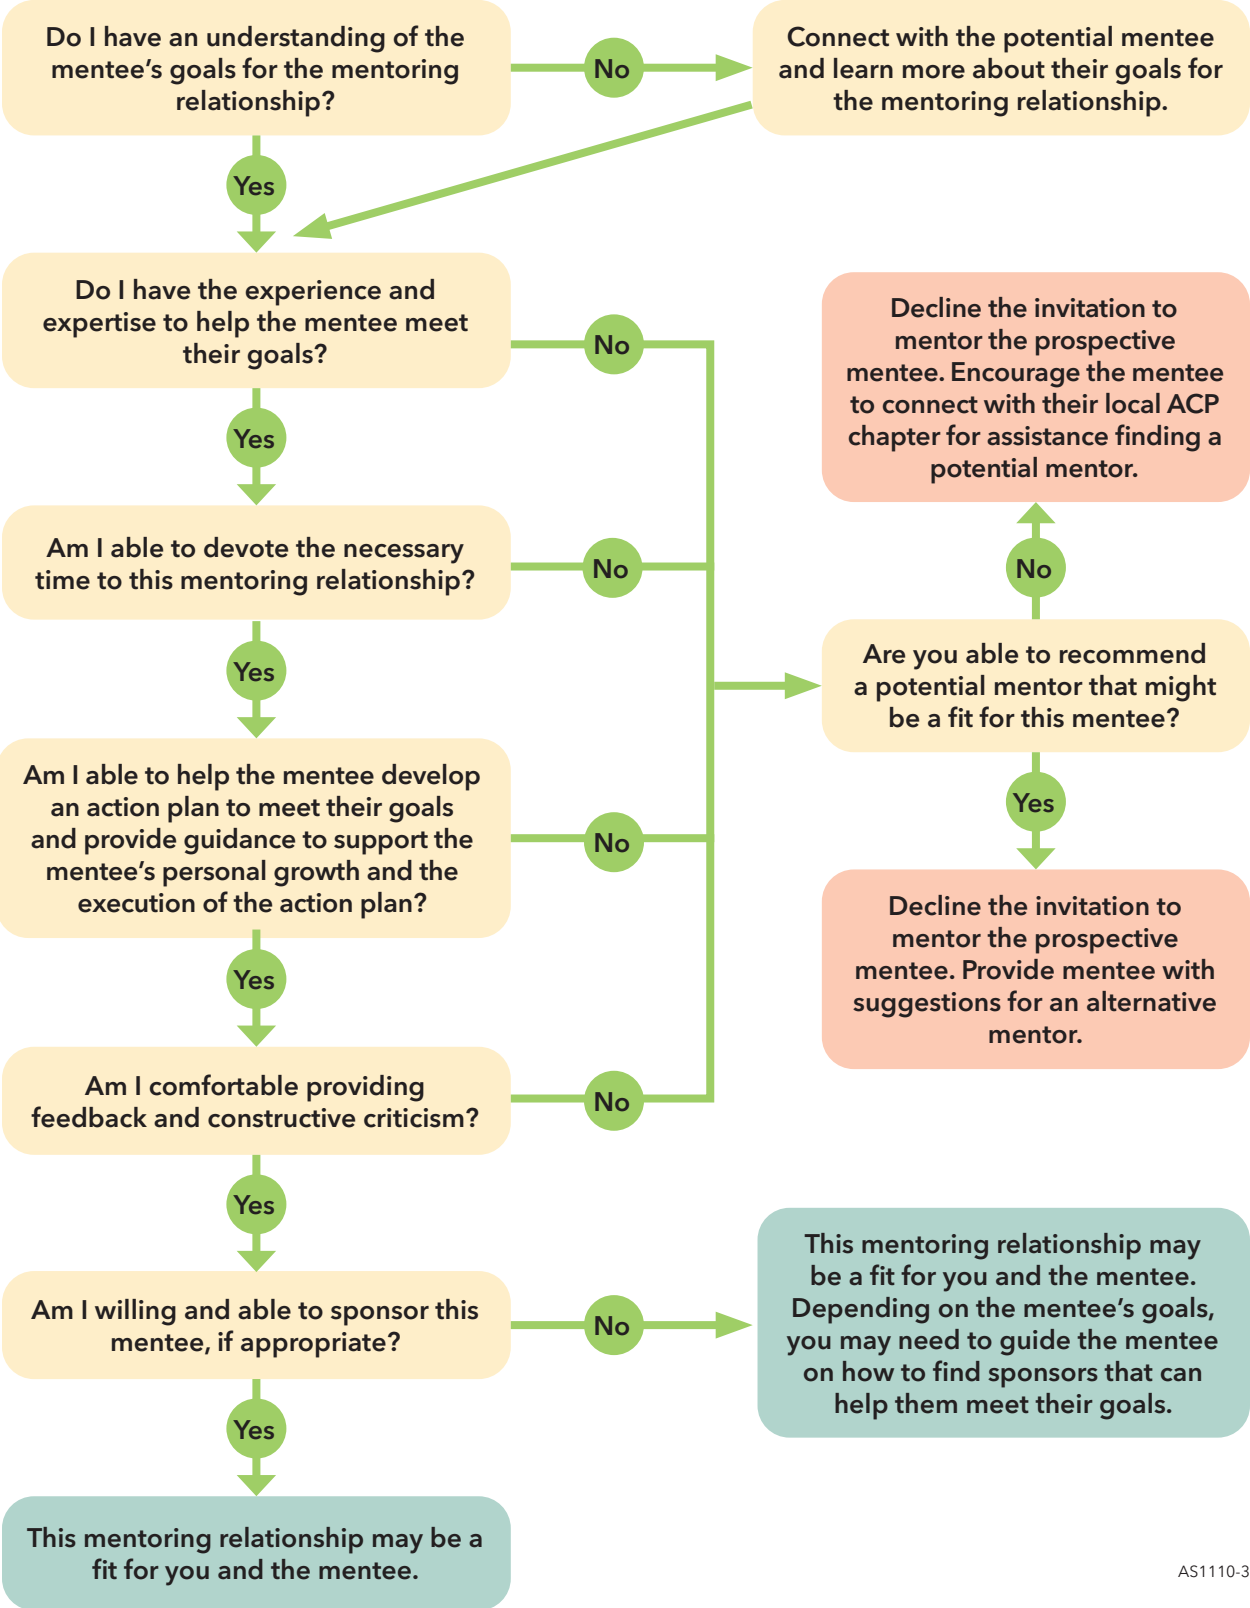 Do I have an understanding of the
mentee’s goals for the mentoring
relationship?
No
Connect with the potential mentee
and learn more about their goals for
the mentoring relationship.
Yes
Do I have the experience and
expertise to help the mentee meet
their goals?
No
Decline the invitation to
mentor the prospective
mentee. Encourage the mentee
to connect with their local ACP
chapter for assistance finding a
potential mentor.
Yes
Am I able to devote the necessary
time to this mentoring relationship?
No
No
Yes
Are you able to recommend
a potential mentor that might
be a fit for this mentee?
Am I able to help the mentee develop
an action plan to meet their goals
and provide guidance to support the
mentee’s personal growth and the
execution of the action plan?
No
Yes
Decline the invitation to
mentor the prospective
mentee. Provide mentee with
suggestions for an alternative
mentor.
Yes
Am I comfortable providing
feedback and constructive criticism?
No
Yes
Am I willing and able to sponsor this
mentee, if appropriate?
No
This mentoring relationship may
be a fit for you and the mentee.
Depending on the mentee’s goals,
you may need to guide the mentee
on how to find sponsors that can
help them meet their goals.
Yes
This mentoring relationship may be a
fit for you and the mentee.
AS1110-3